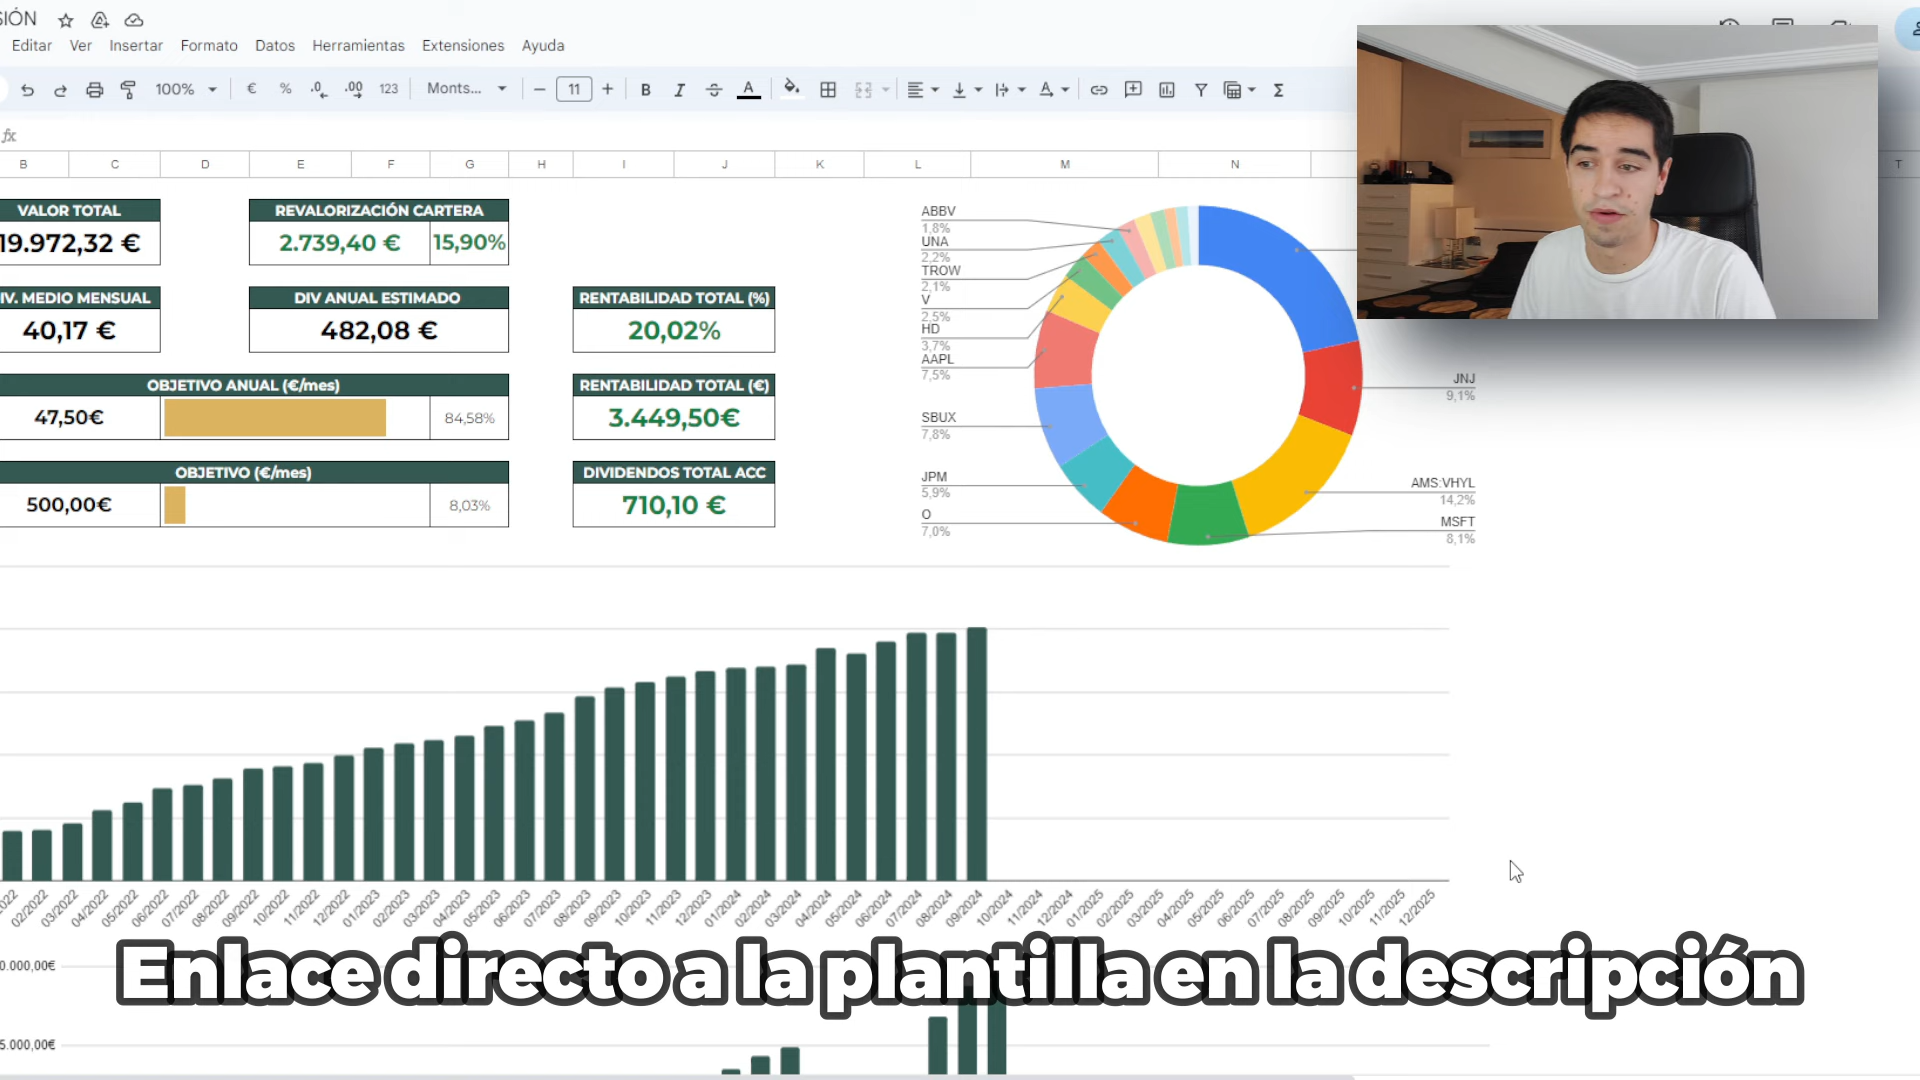 SIÓN
Editar Ver Insertar Formato Datos Herramientas Extensiones Ayuda
100% € % .0 .00 123 Monts... − 11 + B I A Σ
fx
B C D E F G H I J K L M N T
VALOR TOTAL
19.972,32 €
REVALORIZACIÓN CARTERA
2.739,40 € 15,90%
IV. MEDIO MENSUAL
40,17 €
DIV ANUAL ESTIMADO
482,08 €
RENTABILIDAD TOTAL (%)
20,02%
OBJETIVO ANUAL (€/mes)
47,50€ 84,58%
RENTABILIDAD TOTAL (€)
3.449,50€
OBJETIVO (€/mes)
500,00€ 8,03%
DIVIDENDOS TOTAL ACC
710,10 €
ABBV
1,8%
UNA
2,2%
TROW
2,1%
V
2,5%
HD
3,7%
AAPL
7,5%
SBUX
7,8%
JPM
5,9%
O
7,0%
JNJ
9,1%
AMS:VHYL
14,2%
MSFT
8,1%
2022 02/2022 03/2022 04/2022 05/2022 06/2022 07/2022 08/2022 09/2022 10/2022 11/2022 12/2022 01/2023 02/2023 03/2023 04/2023 05/2023 06/2023 07/2023 08/2023 09/2023 10/2023 11/2023 12/2023 01/2024 02/2024 03/2024 04/2024 05/2024 06/2024 07/2024 08/2024 09/2024 10/2024 11/2024 12/2024 01/2025 02/2025 03/2025 04/2025 05/2025 06/2025 07/2025 08/2025 09/2025 10/2025 11/2025 12/2025
0.000,00€
Enlace directo a la plantilla en la descripción
5.000,00€